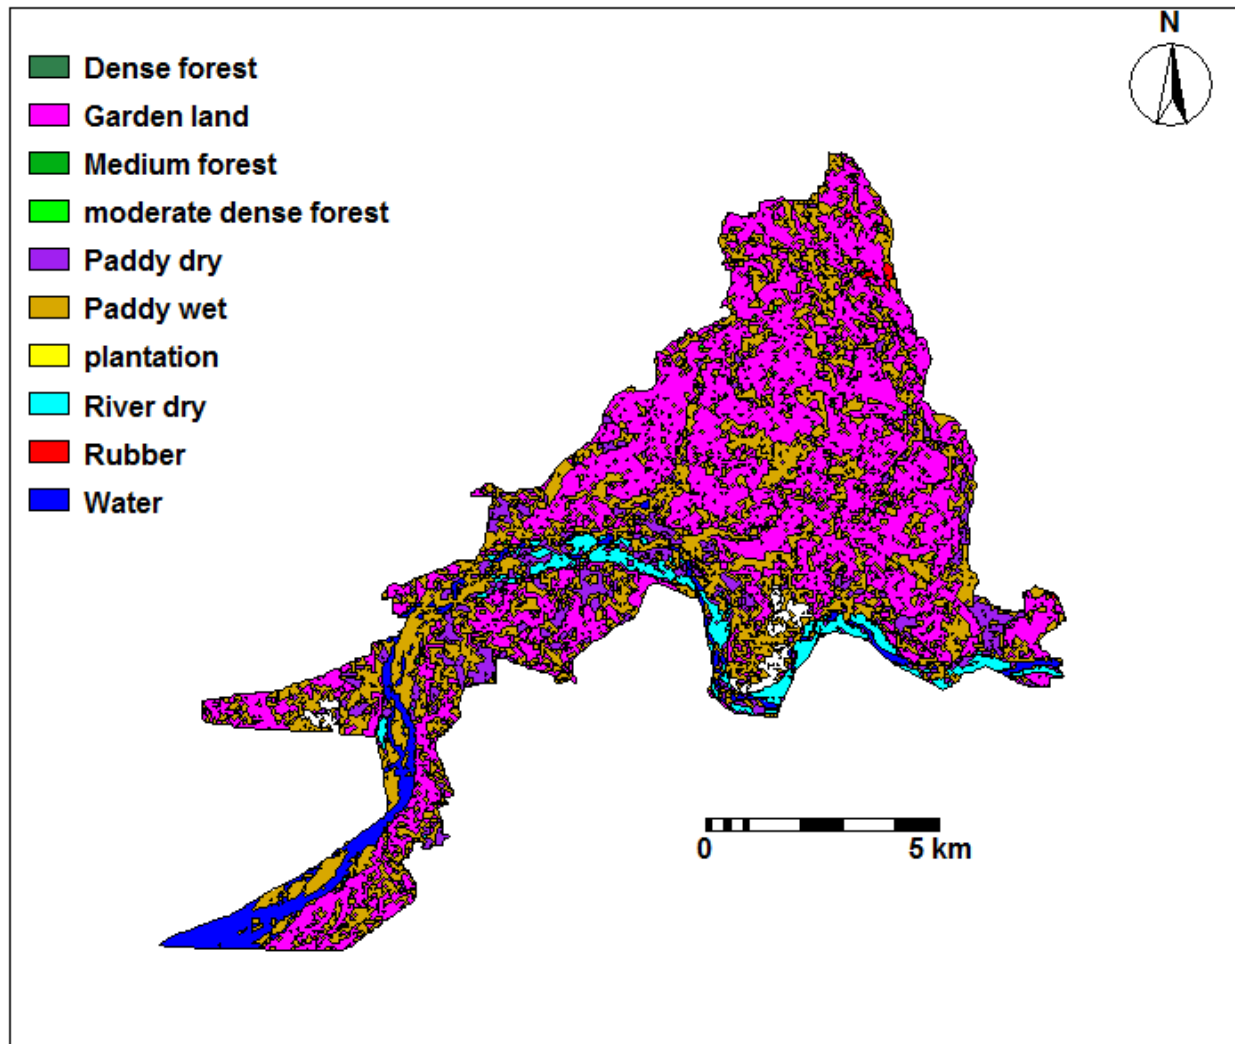 N
Dense forest
Garden land
Medium forest
moderate dense forest
Paddy dry
Paddy wet
plantation
River dry
Rubber
Water
0 5 km